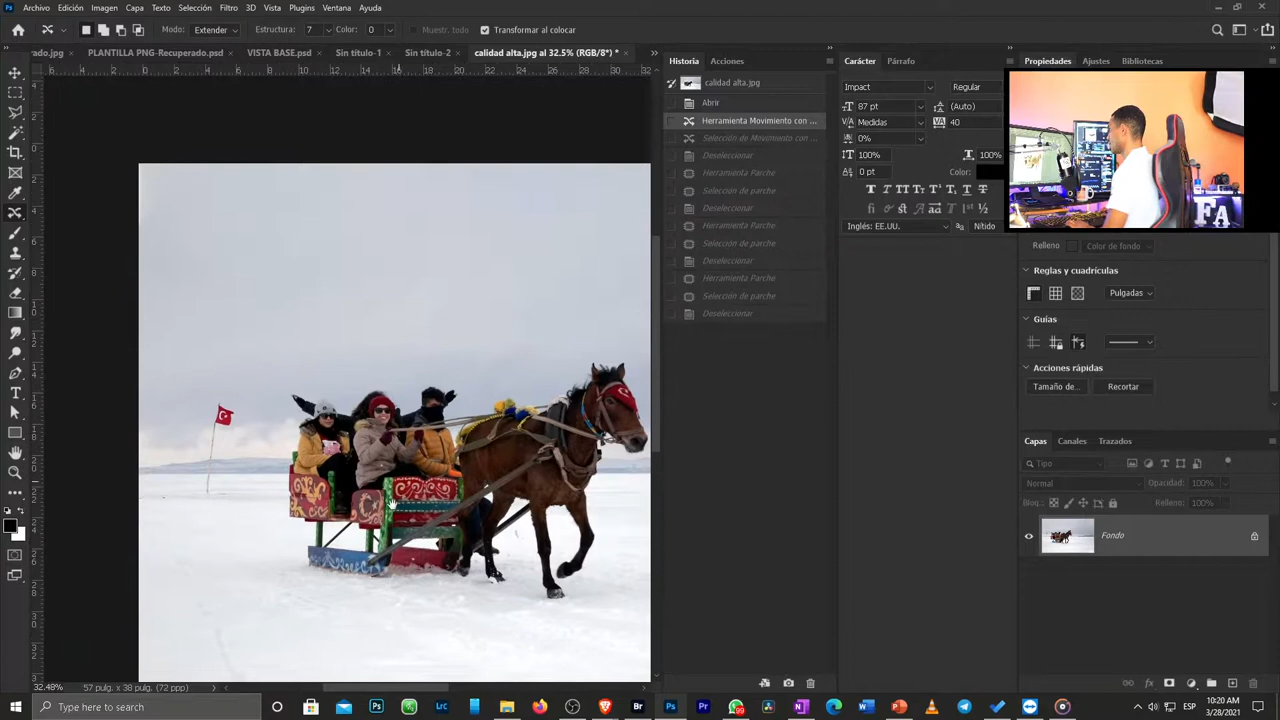 Archivo Edición Imagen Capa Texto Selección Filtro 3D Vista Plugins Ventana Ayuda
Modo: Extender Estructura: 7 Color: 0 Muestr. todo Transformar al colocar
rado.jpg × PLANTILLA PNG-Recuperado.psd × VISTA BASE.psd × Sin título-1 × Sin título-2 × calidad alta.jpg al 32.5% (RGB/8*) * ×
Historia Acciones
calidad alta.jpg
Abrir
Herramienta Movimiento con ...
Selección de Movimiento con ...
Deseleccionar
Herramienta Parche
Selección de parche
Deseleccionar
Herramienta Parche
Selección de parche
Deseleccionar
Herramienta Parche
Selección de parche
Deseleccionar
Carácter Párrafo
Impact Regular
87 pt (Auto)
Medidas 40
0%
100% 100%
0 pt Color:
Inglés: EE.UU. Nítido
Propiedades Ajustes Bibliotecas
FA
Relleno Color de fondo
Reglas y cuadrículas
Pulgadas
Guías
Acciones rápidas
Tamaño de... Recortar
Capas Canales Trazados
Tipo
Normal Opacidad: 100%
Bloq.: Relleno: 100%
Fondo
32.48% 57 pulg. x 38 pulg. (72 ppp)
Type here to search
ESP
10:20 AM
3/28/2021